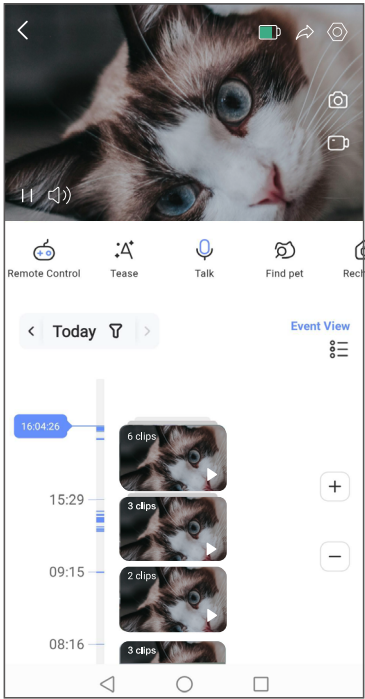 Remote Control
Tease
Talk
Find pet
Rech
Today
Event View
16:04:26
6 clips
15:29
3 clips
09:15
2 clips
08:16
3 clips